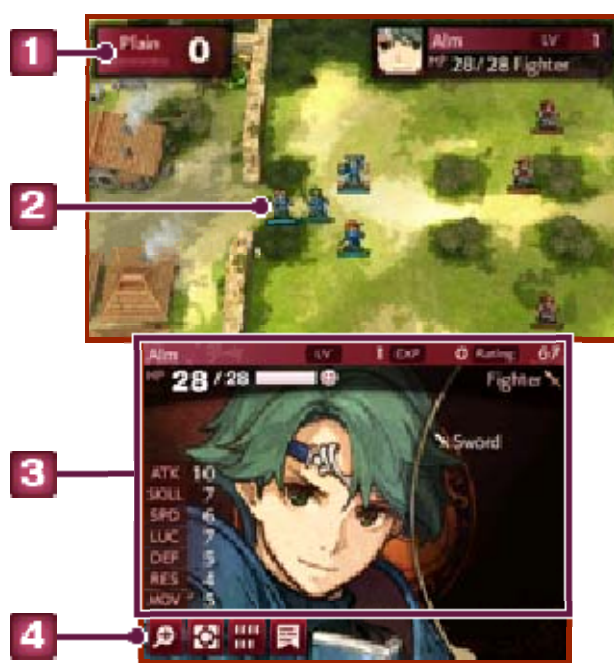 1
Plain 0
Alm LV 1
HP 28/28 Fighter
2
Alm LV 1 EXP 0 Rating 67
HP 28/28
Fighter
Sword
3
ATK 10
SKILL 7
SPD 6
LUC 7
DEF 5
RES 4
MOV 5
4